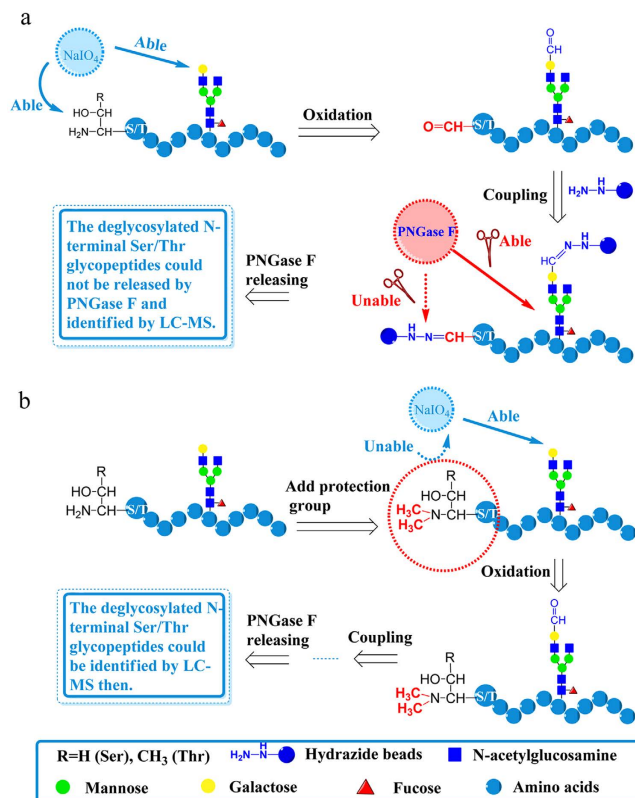 a
NaIO₄
Able
Able
R
HO-CH
H₂N-CH
S/T
Oxidation
O
CH
O=CH
S/T
Coupling
H₂N-N
H
CH
N-N
H
PNGase F
Able
Unable
H
N-N=CH
S/T
PNGase F
releasing
The deglycosylated N-
terminal Ser/Thr
glycopeptides could
not be released by
PNGase F and
identified by LC-MS.
b
NaIO₄
Able
Unable
R
HO-CH
H₂N-CH
S/T
Add protection
group
R
HO-CH
H₃C
H₃C
N-CH
S/T
Oxidation
O
CH
R
HO-CH
H₃C
H₃C
N-CH
S/T
Coupling
PNGase F
releasing
The deglycosylated N-
terminal Ser/Thr
glycopeptides could
be identified by LC-
MS then.
R=H (Ser), CH₃ (Thr)
H₂N-N
H
Hydrazide beads
N-acetylglucosamine
Mannose
Galactose
Fucose
Amino acids